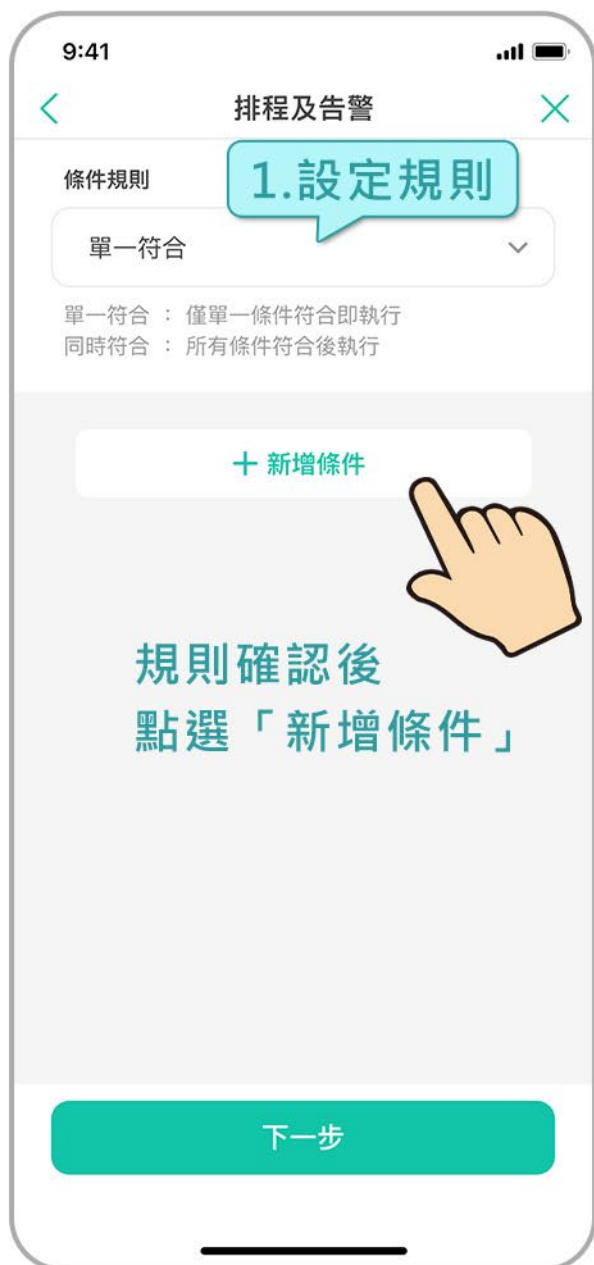 9:41
排程及告警
條件規則
1.設定規則
單一符合
單一符合 : 僅單一條件符合即執行
同時符合 : 所有條件符合後執行
+ 新增條件
規則確認後
點選「新增條件」
下一步